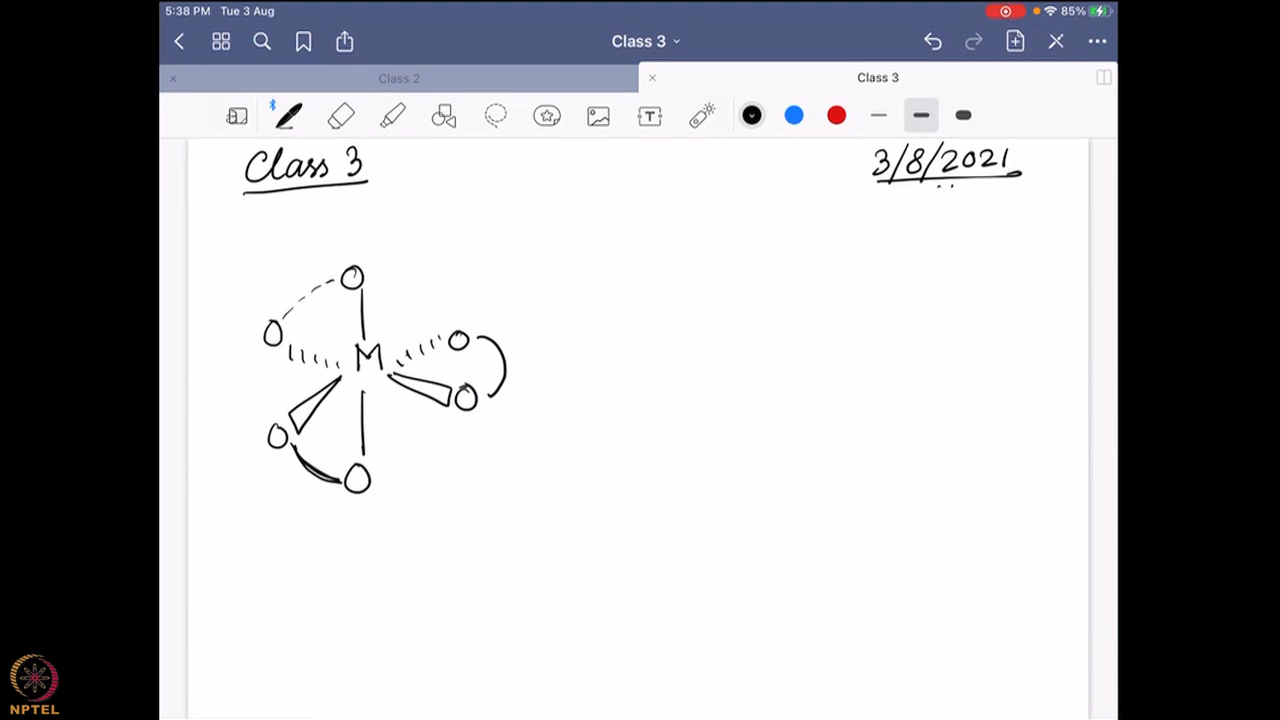 5:38 PM Tue 3 Aug 85%
Class 3
Class 2 Class 3
T
Class 3 3/8/2021
O
O O
M
O
O
O
NPTEL